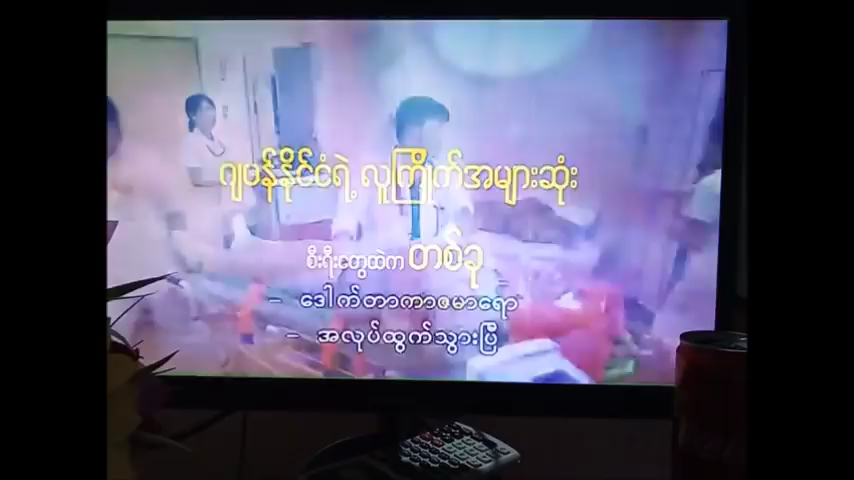 ဂျပန်နိုင်ငံရဲ့ လူကြိုက်အများဆုံး
စီးရီးတွေထဲက တစ်ခု
- ဒေါက်တာကာဇမာရော
- အလုပ်ထွက်သွားပြီ